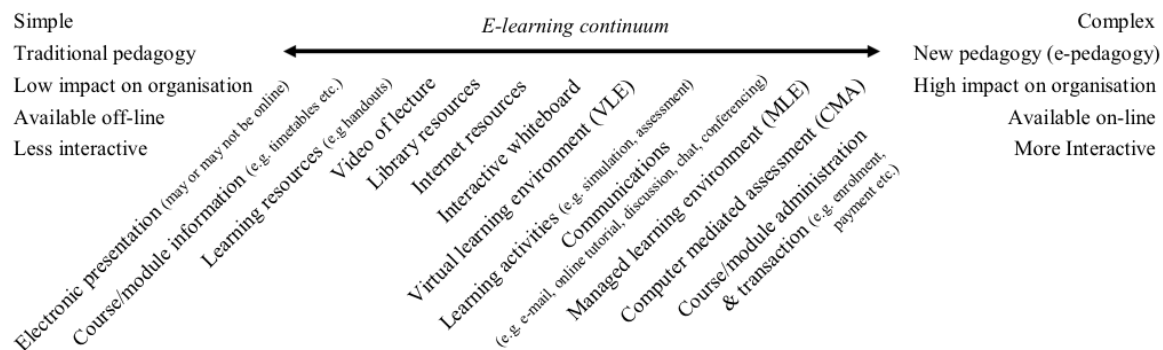 Simple
Traditional pedagogy
Low impact on organisation
Available off-line
Less interactive
E-learning continuum
Complex
New pedagogy (e-pedagogy)
High impact on organisation
Available on-line
More Interactive
Electronic presentation (may or may not be online)
Course/module information (e.g. timetables etc.)
Learning resources (e.g handouts)
Video of lecture
Library resources
Internet resources
Interactive whiteboard
Virtual learning environment (VLE)
Learning activities (e.g. simulation, assessment)
Communications
(e.g. e-mail, online tutorial, discussion, chat, conferencing)
Managed learning environment (MLE)
Computer mediated assessment (CMA)
Course/module administration
& transaction (e.g. enrolment,
payment etc.)